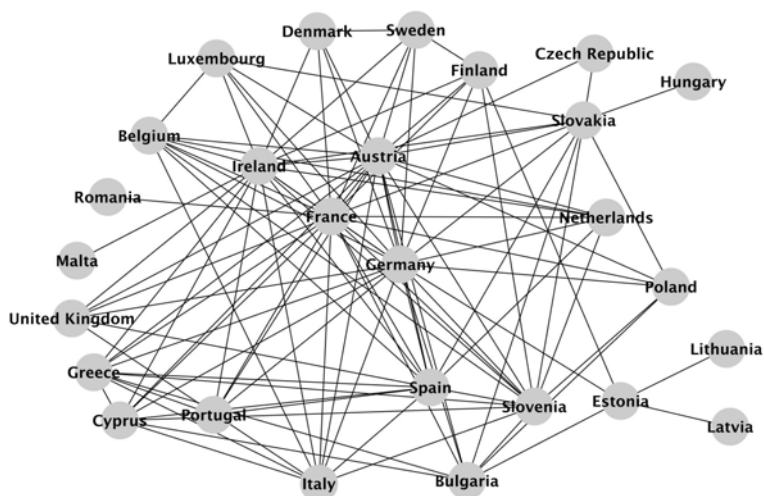 Denmark
Sweden
Luxembourg
Finland
Czech Republic
Hungary
Belgium
Slovakia
Ireland
Austria
Romania
France
Netherlands
Malta
Germany
Poland
United Kingdom
Lithuania
Greece
Spain
Estonia
Cyprus
Portugal
Slovenia
Latvia
Italy
Bulgaria